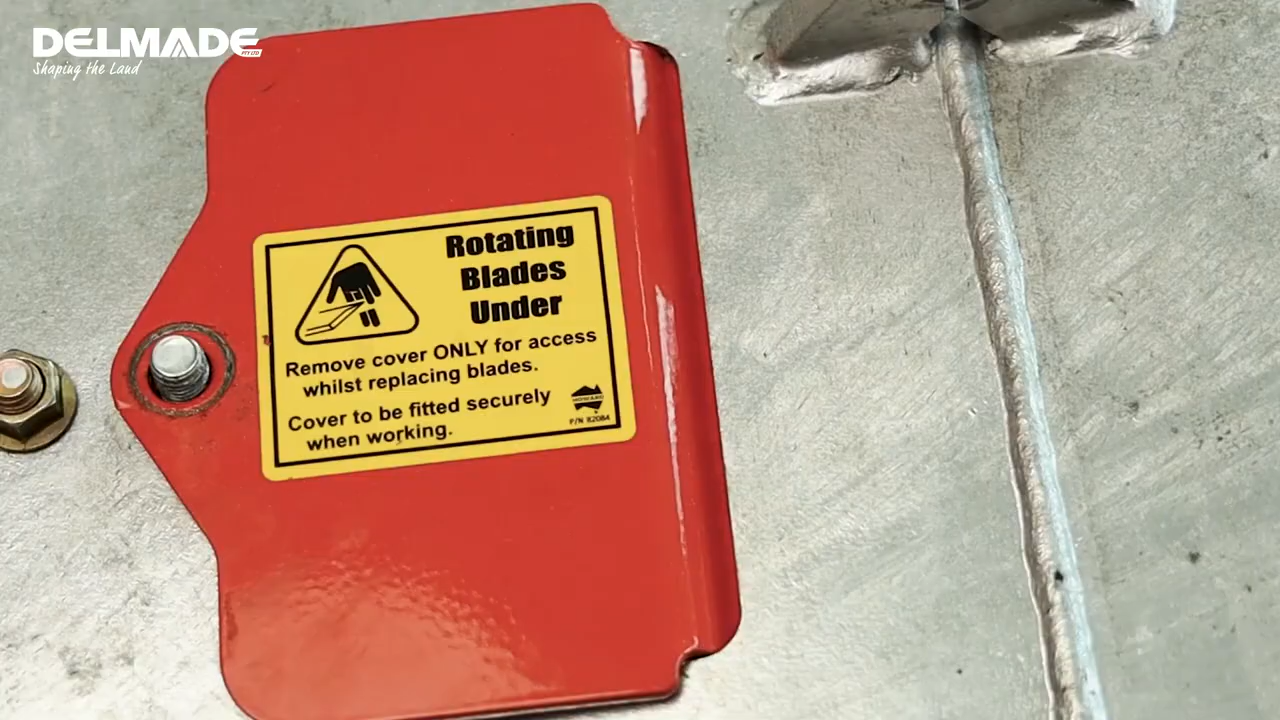 DELMADE
PTY LTD
Shaping the Land
Rotating
Blades
Under
Remove cover ONLY for access
whilst replacing blades.
Cover to be fitted securely
when working.
HOWARD
P/N 82084